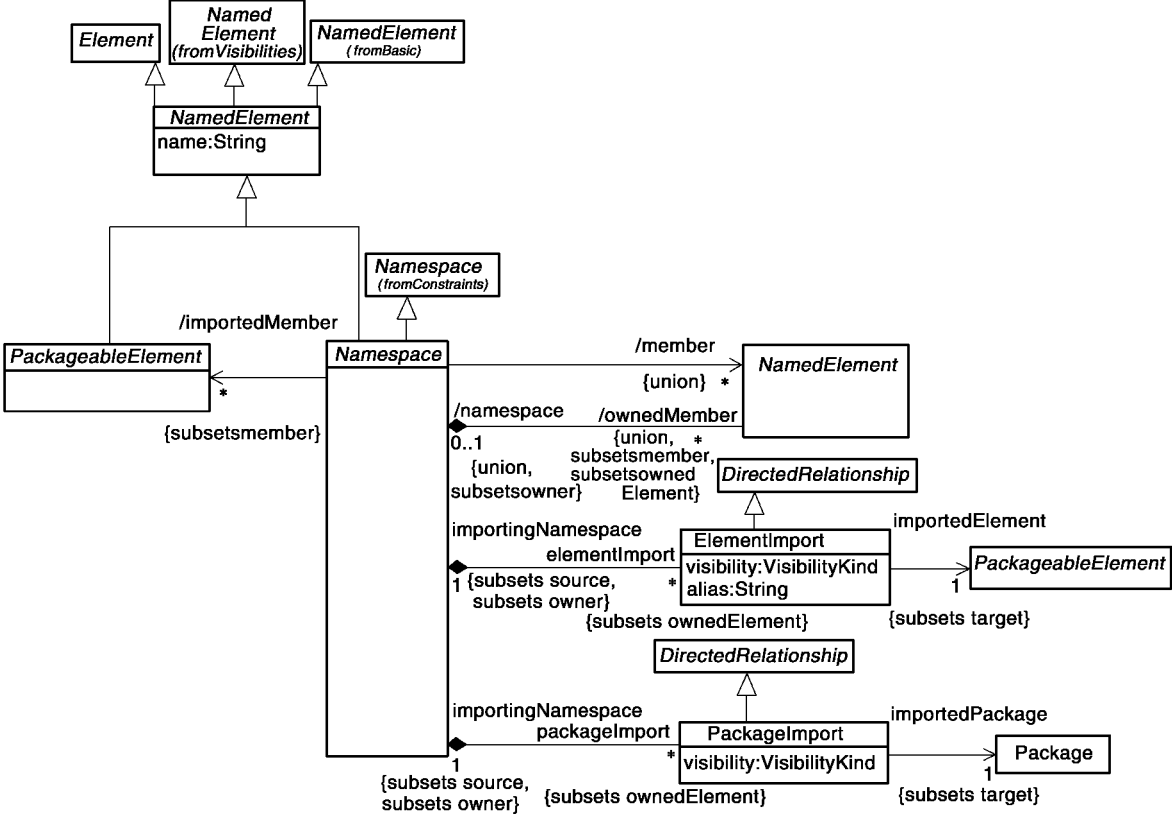 Element
Named
Element
(fromVisibilities)
NamedElement
(fromBasic)
NamedElement
name:String
Namespace
(fromConstraints)
/importedMember
PackageableElement
*
{subsetsmember}
Namespace
/member
{union} *
NamedElement
/namespace
/ownedMember
0..1
{union,
subsetsowner}
{union, *
subsetsmember,
subsetsowned
Element}
DirectedRelationship
importingNamespace
elementImport
1
{subsets source,
subsets owner}
*
{subsets ownedElement}
ElementImport
visibility:VisibilityKind
alias:String
importedElement
1
{subsets target}
PackageableElement
DirectedRelationship
importingNamespace
packageImport
1
{subsets source,
subsets owner}
*
{subsets ownedElement}
PackageImport
visibility:VisibilityKind
importedPackage
1
{subsets target}
Package